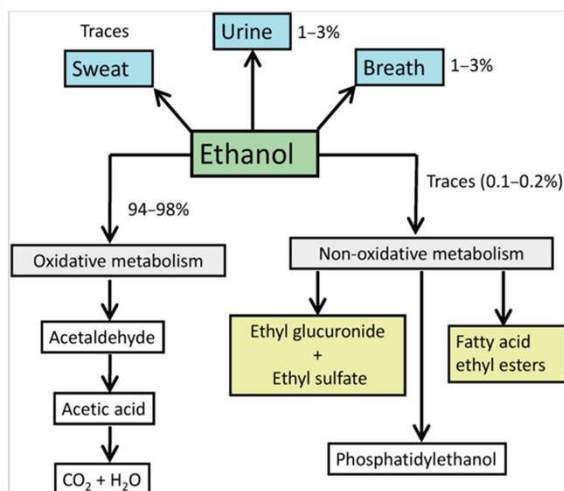 Traces
Urine
1–3%
Sweat
Breath
1–3%
Ethanol
94–98%
Traces (0.1–0.2%)
Oxidative metabolism
Non-oxidative metabolism
Acetaldehyde
Acetic acid
CO₂ + H₂O
Ethyl glucuronide
+
Ethyl sulfate
Fatty acid
ethyl esters
Phosphatidylethanol